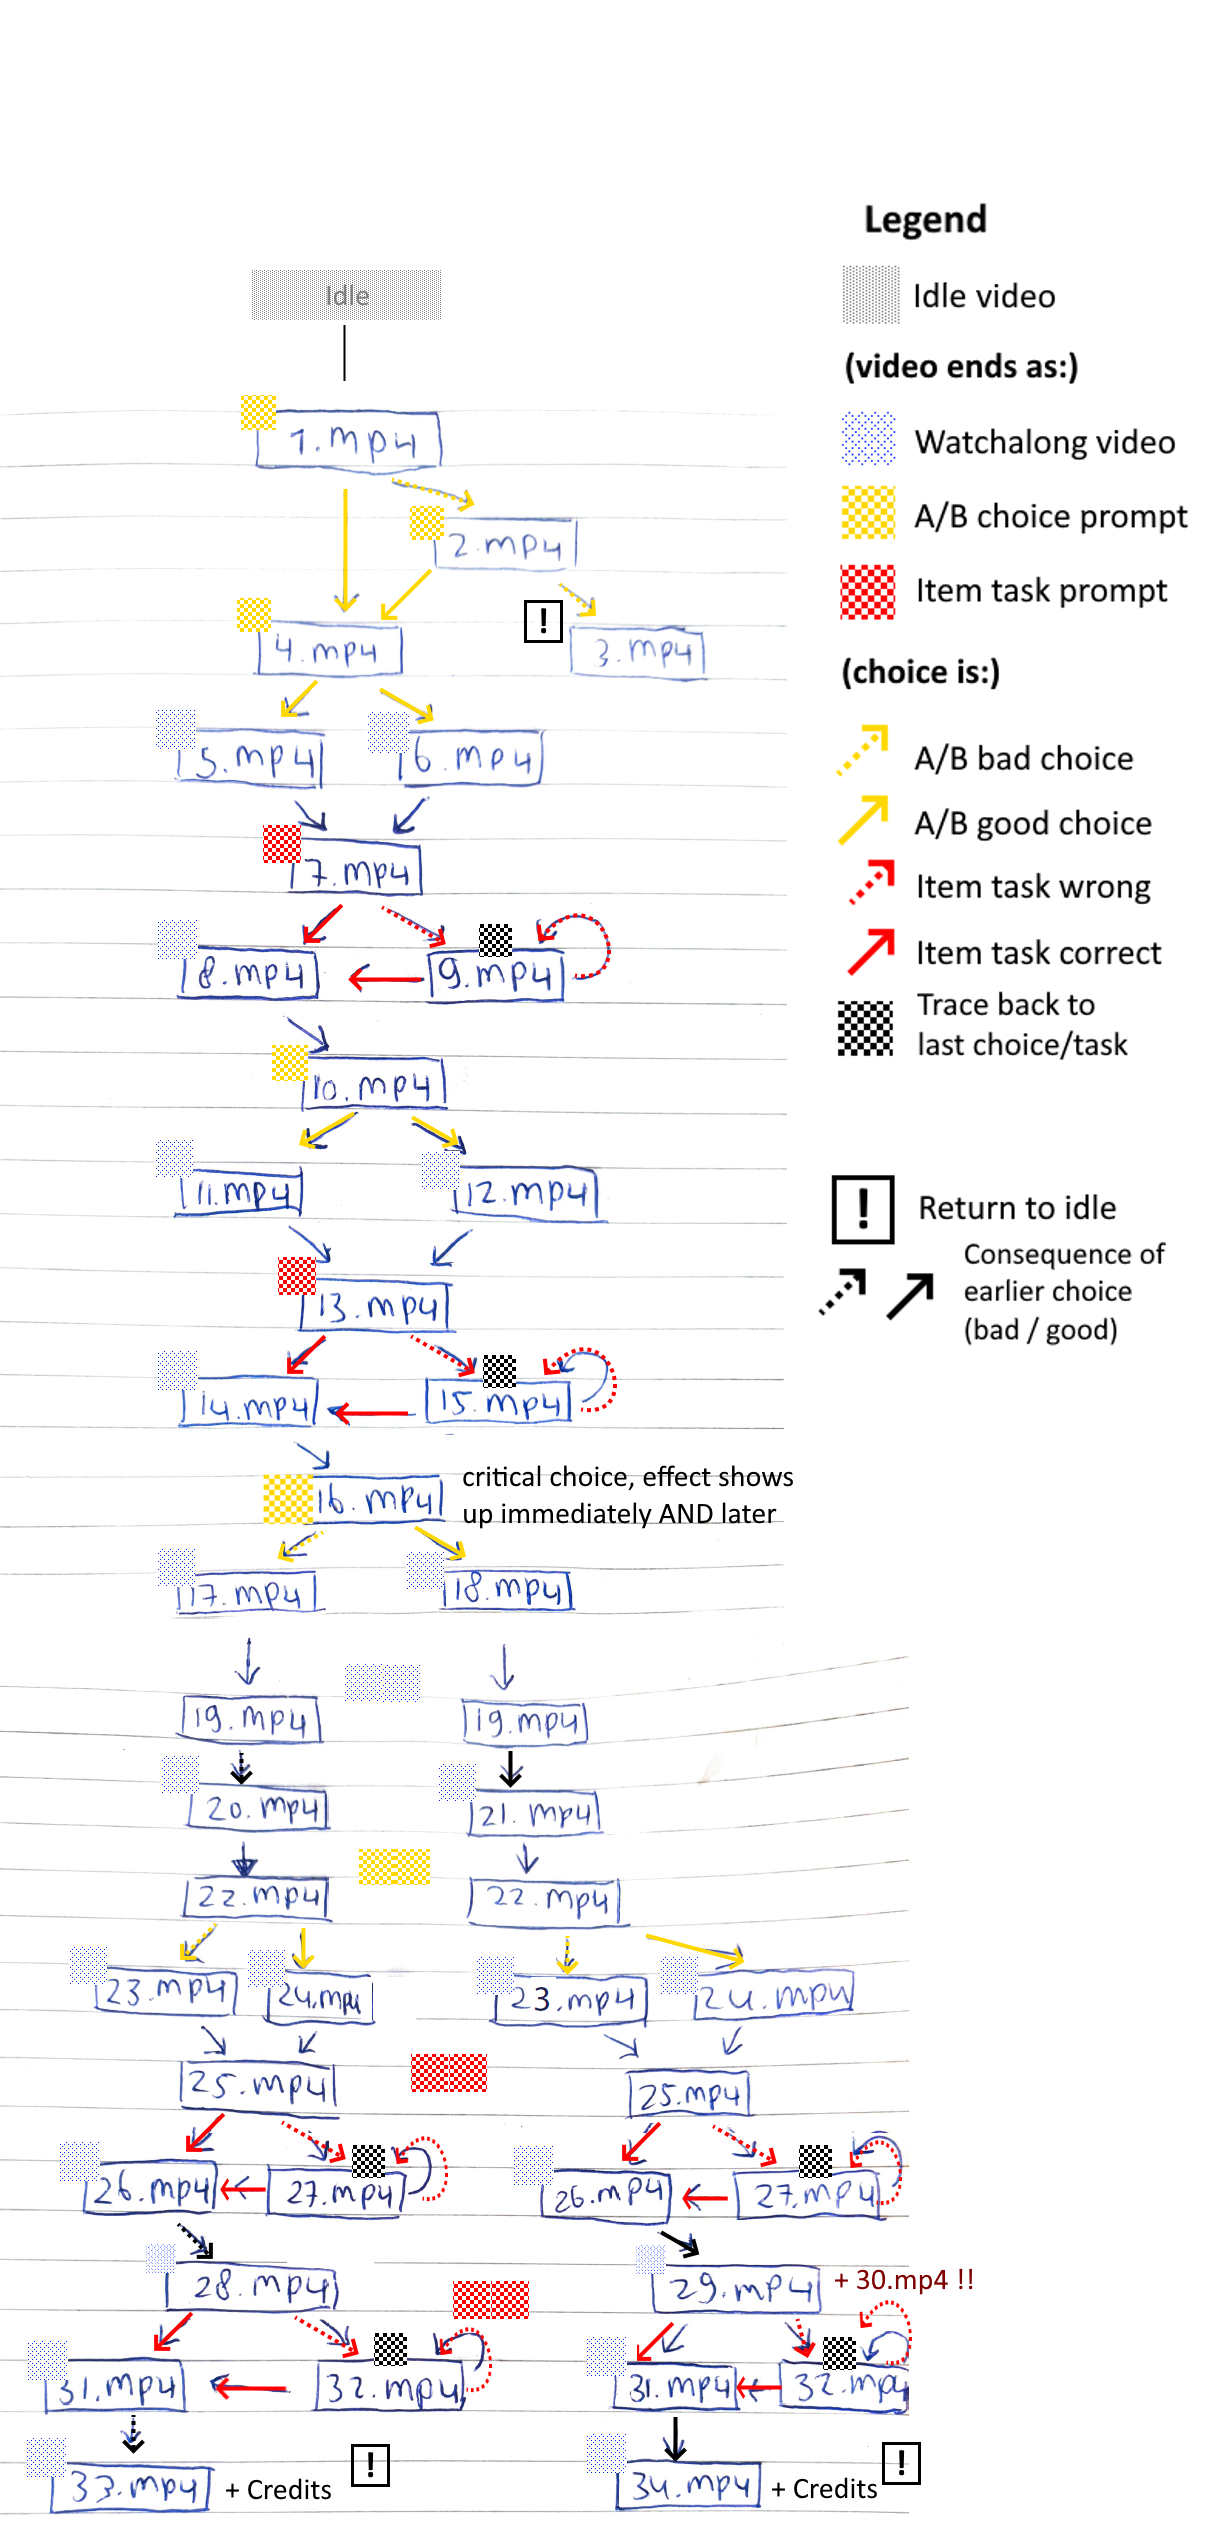 Legend
Idle
Idle video
(video ends as:)
1.mp4
Watchalong video
A/B choice prompt
2.mp4
Item task prompt
!
4.mp4
3.mp4
(choice is:)
5.mp4
6.mp4
A/B bad choice
A/B good choice
7.mp4
Item task wrong
8.mp4
9.mp4
Item task correct
Trace back to
last choice/task
10.mp4
11.mp4
12.mp4
! Return to idle
Consequence of
earlier choice
(bad / good)
13.mp4
14.mp4
15.mp4
16.mp4
critical choice, effect shows
up immediately AND later
17.mp4
18.mp4
19.mp4
19.mp4
20.mp4
21.mp4
22.mp4
22.mp4
23.mp4
24.mp4
23.mp4
24.mp4
25.mp4
25.mp4
26.mp4
27.mp4
26.mp4
27.mp4
28.mp4
29.mp4
+ 30.mp4 !!
31.mp4
32.mp4
31.mp4
32.mp4
33.mp4
+ Credits
!
34.mp4
+ Credits
!